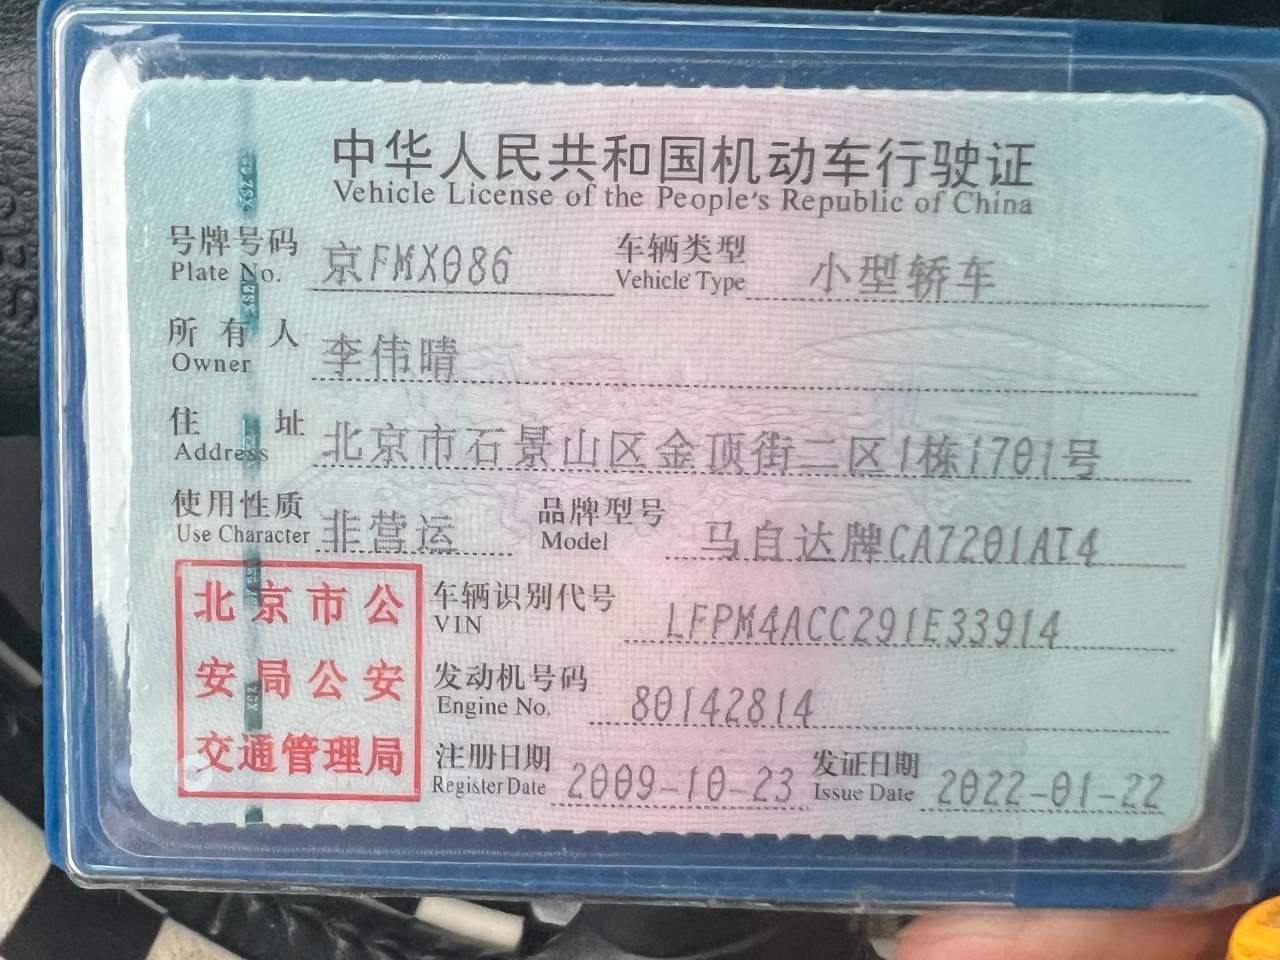 中华人民共和国机动车行驶证
Vehicle License of the People's Republic of China
号牌号码 京FMX086 车辆类型 小型轿车
Plate No. Vehicle Type
所有人 李伟晴
Owner
住址 北京市石景山区金顶街二区1栋1701号
Address
使用性质 非营运 品牌型号 马自达牌CA7201AT4
Use Character Model
北京市公
安局公安
交通管理局
车辆识别代号 LFPM4ACC291E33914
VIN
发动机号码 80142814
Engine No.
注册日期 2009-10-23 发证日期 2022-01-22
Register Date Issue Date